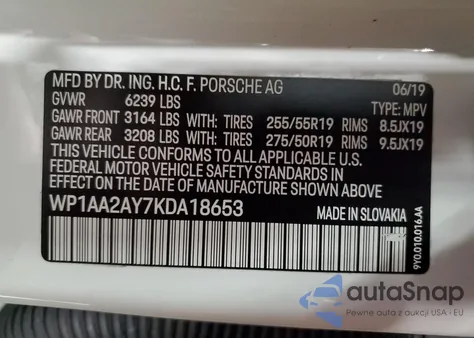 MFD BY DR. ING. H.C. F. PORSCHE AG 06/19
GVWR 6239 LBS TYPE: MPV
GAWR FRONT 3164 LBS WITH: TIRES 255/55R19 RIMS 8.5JX19
GAWR REAR 3208 LBS WITH: TIRES 275/50R19 RIMS 9.5JX19
THIS VEHICLE CONFORMS TO ALL APPLICABLE
FEDERAL MOTOR VEHICLE SAFETY STANDARDS IN
EFFECT ON THE DATE OF MANUFACTURE SHOWN ABOVE.
WP1AA2AY7KDA18653 MADE IN SLOVAKIA
9Y0.010.016.AA
autoSnap
Pewne auta z aukcji USA i EU